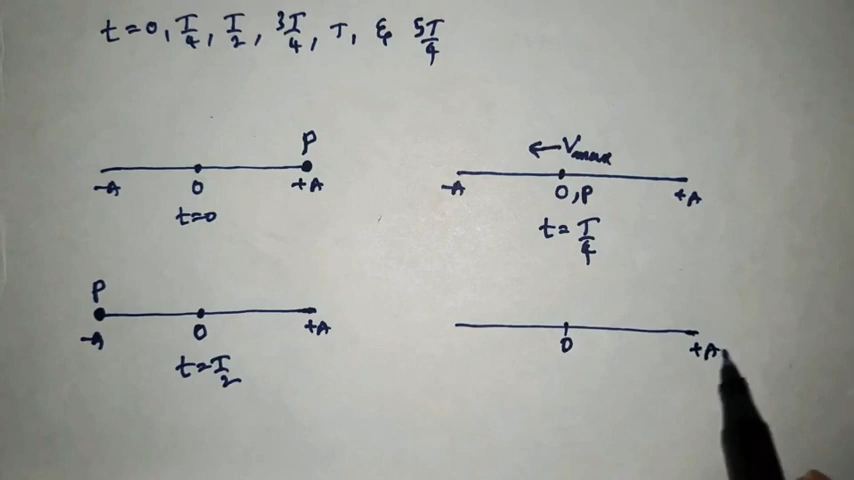 t=0, T/4, T/2, 3T/4, T, & 5T/4
P
-A 0 +A
t=0
← Vmax
-A 0,P +A
t= T/4
P
-A 0 +A
t= T/2
0 +A